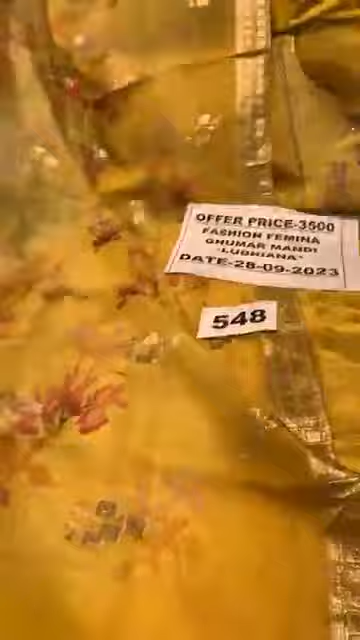 OFFER PRICE-3500
FASHION FEMINA
GHUMAR MANDI
"LUDHIANA"
DATE-28-09-2023
548